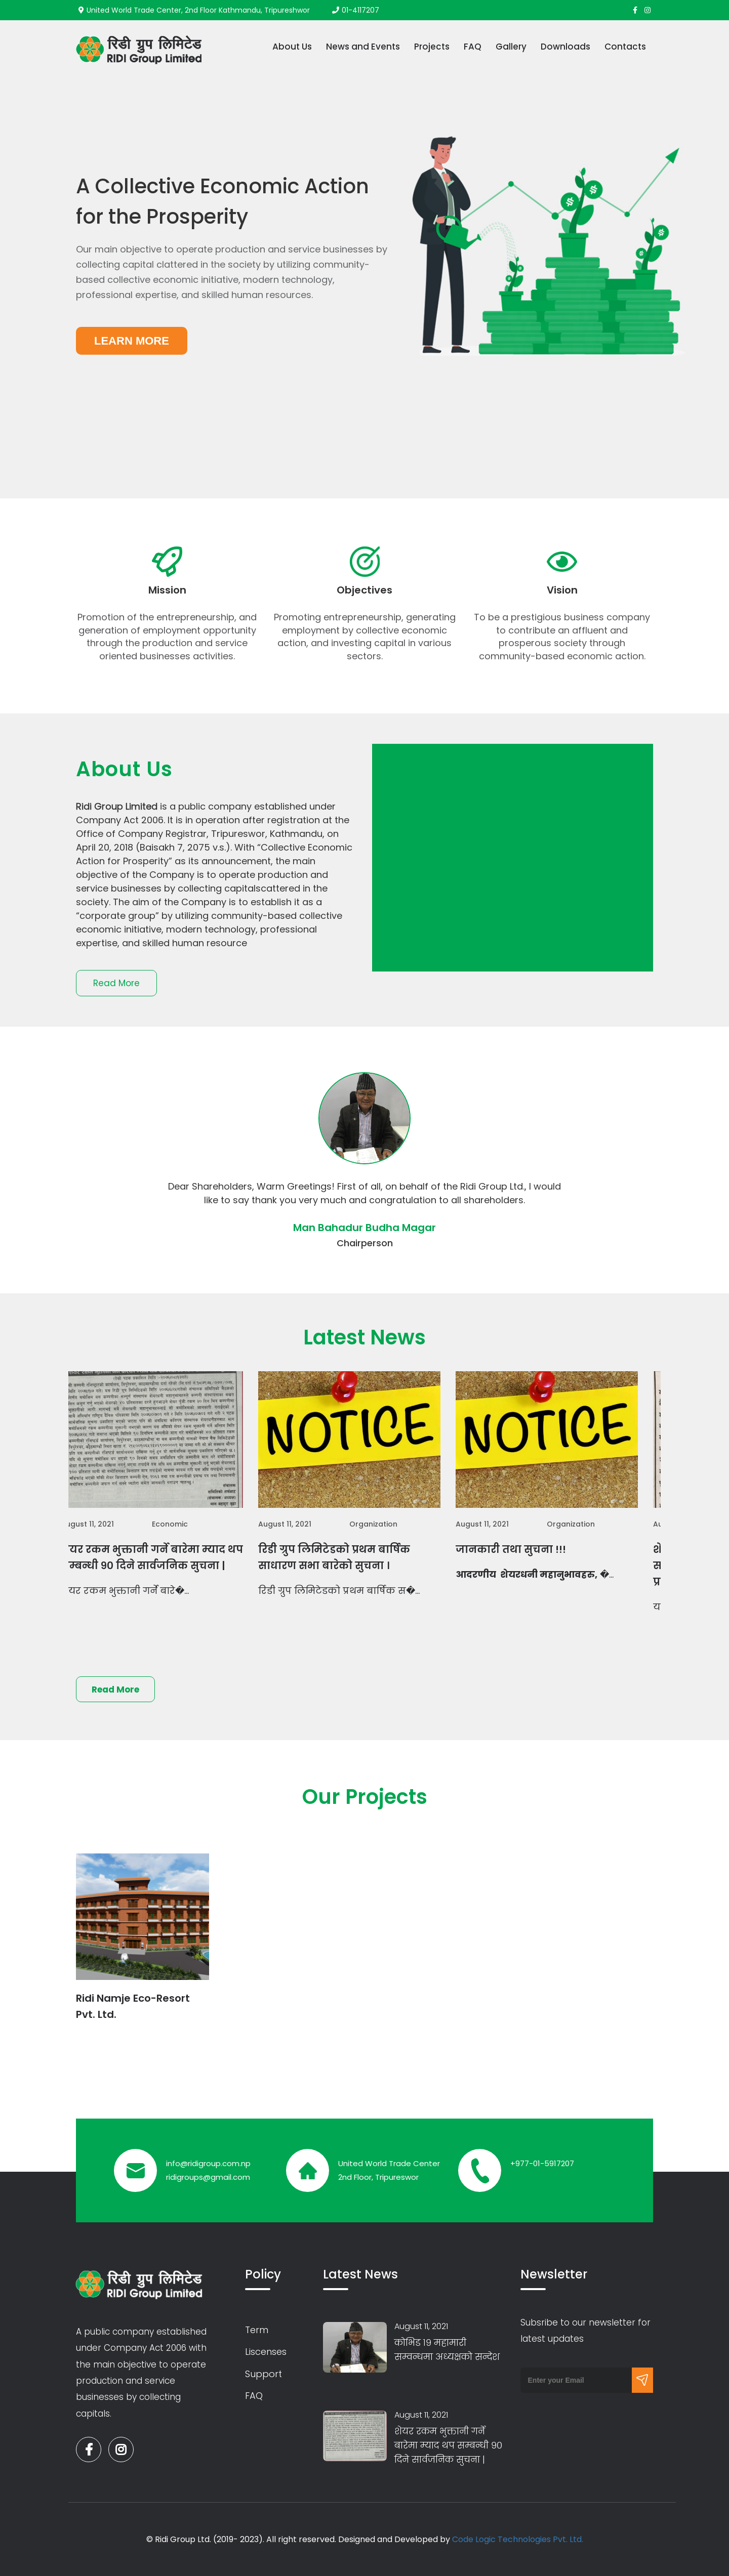 United World Trade Center, 2nd Floor Kathmandu, Tripureshwor 01-4117207
रिडी ग्रुप लिमिटेड
RIDI Group Limited
About Us News and Events Projects FAQ Gallery Downloads Contacts
A Collective Economic Action
for the Prosperity
Our main objective to operate production and service businesses by
collecting capital clattered in the society by utilizing community-
based collective economic initiative, modern technology,
professional expertise, and skilled human resources.
LEARN MORE
Mission
Promotion of the entrepreneurship, and
generation of employment opportunity
through the production and service
oriented businesses activities.
Objectives
Promoting entrepreneurship, generating
employment by collective economic
action, and investing capital in various
sectors.
Vision
To be a prestigious business company
to contribute an affluent and
prosperous society through
community-based economic action.
About Us
Ridi Group Limited is a public company established under
Company Act 2006. It is in operation after registration at the
Office of Company Registrar, Tripureswor, Kathmandu, on
April 20, 2018 (Baisakh 7, 2075 v.s.). With “Collective Economic
Action for Prosperity” as its announcement, the main
objective of the Company is to operate production and
service businesses by collecting capitalscattered in the
society. The aim of the Company is to establish it as a
“corporate group” by utilizing community-based collective
economic initiative, modern technology, professional
expertise, and skilled human resource
Read More
Dear Shareholders, Warm Greetings! First of all, on behalf of the Ridi Group Ltd., I would
like to say thank you very much and congratulation to all shareholders.
Man Bahadur Budha Magar
Chairperson
Latest News
NOTICE
NOTICE
ugust 11, 2021 Economic
यर रकम भुक्तानी गर्ने बारेमा म्याद थप
म्बन्धी ९० दिने सार्वजनिक सुचना |
यर रकम भुक्तानी गर्ने बारे�...
August 11, 2021 Organization
रिडी ग्रुप लिमिटेडको प्रथम बार्षिक
साधारण सभा बारेको सुचना ।
रिडी ग्रुप लिमिटेडको प्रथम बार्षिक स�...
August 11, 2021 Organization
जानकारी तथा सुचना !!!
आदरणीय शेयरधनी महानुभावहरु, �...
Au
शे
स
प्र
य
Read More
Our Projects
Ridi Namje Eco-Resort
Pvt. Ltd.
info@ridigroup.com.np
ridigroups@gmail.com
United World Trade Center
2nd Floor, Tripureswor
+977-01-5917207
रिडी ग्रुप लिमिटेड
RIDI Group Limited
A public company established
under Company Act 2006 with
the main objective to operate
production and service
businesses by collecting
capitals.
Policy
Term
Liscenses
Support
FAQ
Latest News
August 11, 2021
कोभिड १९ महामारी
सम्वन्धमा अध्यक्षको सन्देश
August 11, 2021
शेयर रकम भुक्तानी गर्ने
बारेमा म्याद थप सम्बन्धी ९०
दिने सार्वजनिक सुचना |
Newsletter
Subsribe to our newsletter for
latest updates
Enter your Email
© Ridi Group Ltd. (2019- 2023). All right reserved. Designed and Developed by Code Logic Technologies Pvt. Ltd.